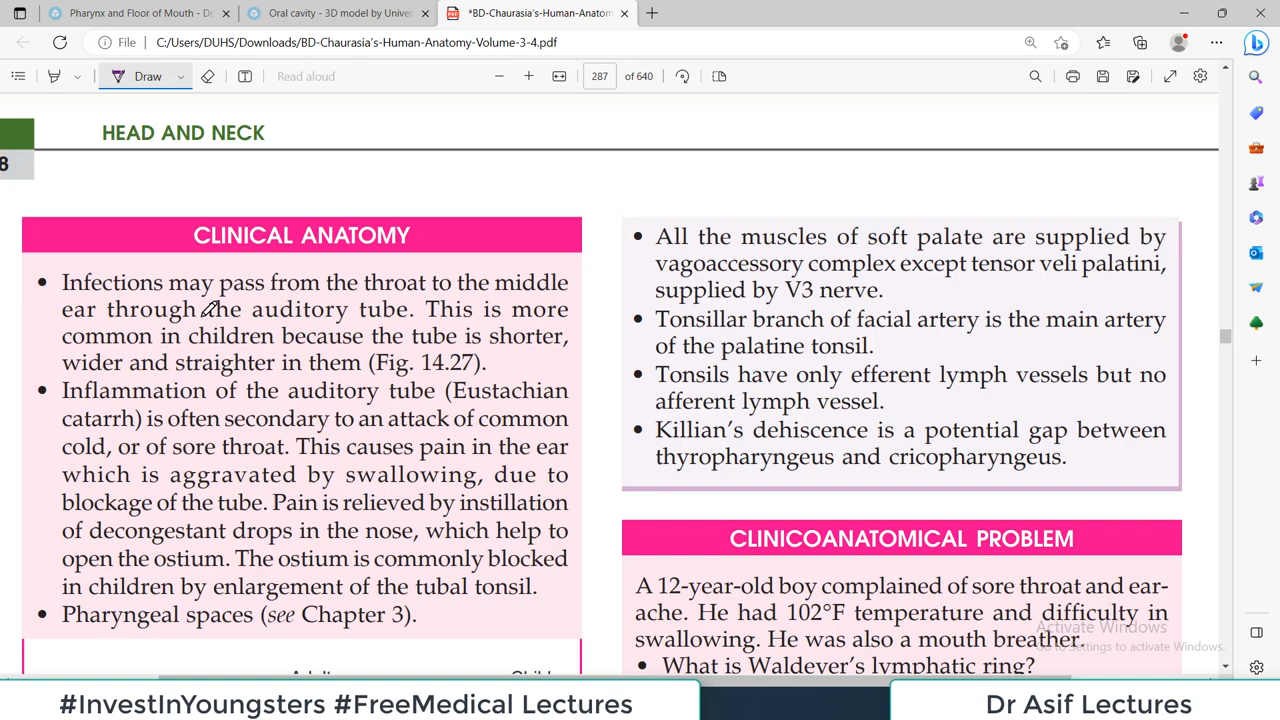 Pharynx and Floor of Mouth - Do
Oral cavity - 3D model by Univer
*BD-Chaurasia's-Human-Anatom
File
C:/Users/DUHS/Downloads/BD-Chaurasia's-Human-Anatomy-Volume-3-4.pdf
Draw
Read aloud
287 of 640
HEAD AND NECK
8
CLINICAL ANATOMY
• Infections may pass from the throat to the middle
ear through the auditory tube. This is more
common in children because the tube is shorter,
wider and straighter in them (Fig. 14.27).
• Inflammation of the auditory tube (Eustachian
catarrh) is often secondary to an attack of common
cold, or of sore throat. This causes pain in the ear
which is aggravated by swallowing, due to
blockage of the tube. Pain is relieved by instillation
of decongestant drops in the nose, which help to
open the ostium. The ostium is commonly blocked
in children by enlargement of the tubal tonsil.
• Pharyngeal spaces (see Chapter 3).
• All the muscles of soft palate are supplied by
vagoaccessory complex except tensor veli palatini,
supplied by V3 nerve.
• Tonsillar branch of facial artery is the main artery
of the palatine tonsil.
• Tonsils have only efferent lymph vessels but no
afferent lymph vessel.
• Killian's dehiscence is a potential gap between
thyropharyngeus and cricopharyngeus.
CLINICOANATOMICAL PROBLEM
A 12-year-old boy complained of sore throat and ear-
ache. He had 102°F temperature and difficulty in
swallowing. He was also a mouth breather.
• What is Waldeyer's lymphatic ring?
Activate Windows
Go to Settings to activate Windows.
#InvestInYoungsters #FreeMedical Lectures
Dr Asif Lectures